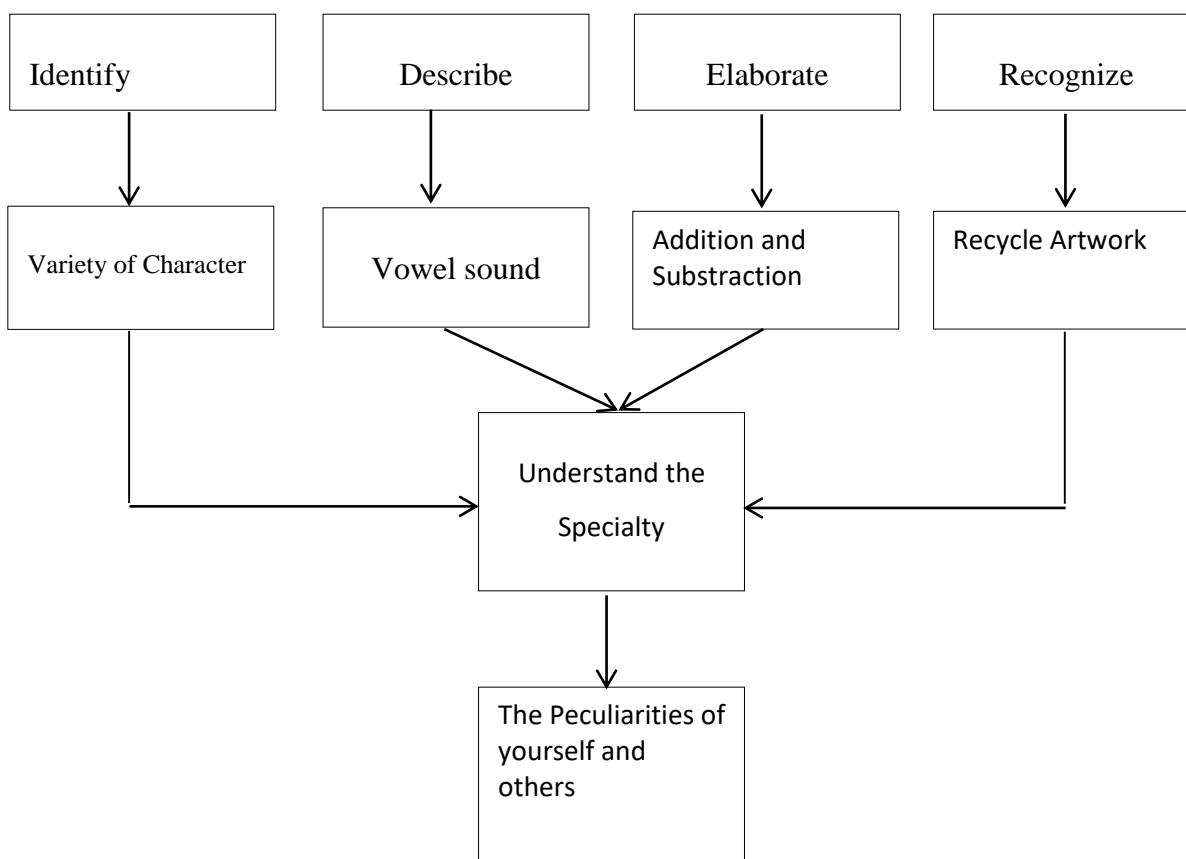 Identify
Describe
Elaborate
Recognize
Variety of Character
Vowel sound
Addition and
Substraction
Recycle Artwork
Understand the
Specialty
The Peculiarities of
yourself and
others